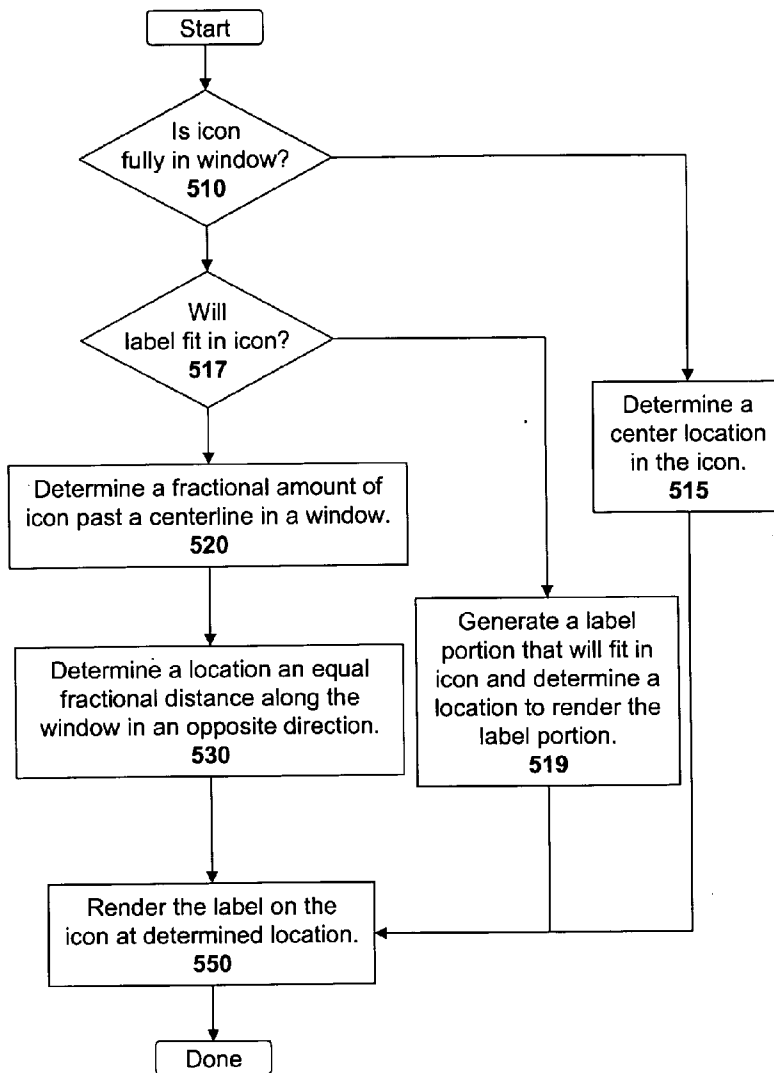 Start
Is icon
fully in window?
510
Will
label fit in icon?
517
Determine a
center location
in the icon.
515
Determine a fractional amount of
icon past a centerline in a window.
520
Generate a label
portion that will fit in
icon and determine a
location to render the
label portion.
519
Determine a location an equal
fractional distance along the
window in an opposite direction.
530
Render the label on the
icon at determined location.
550
Done